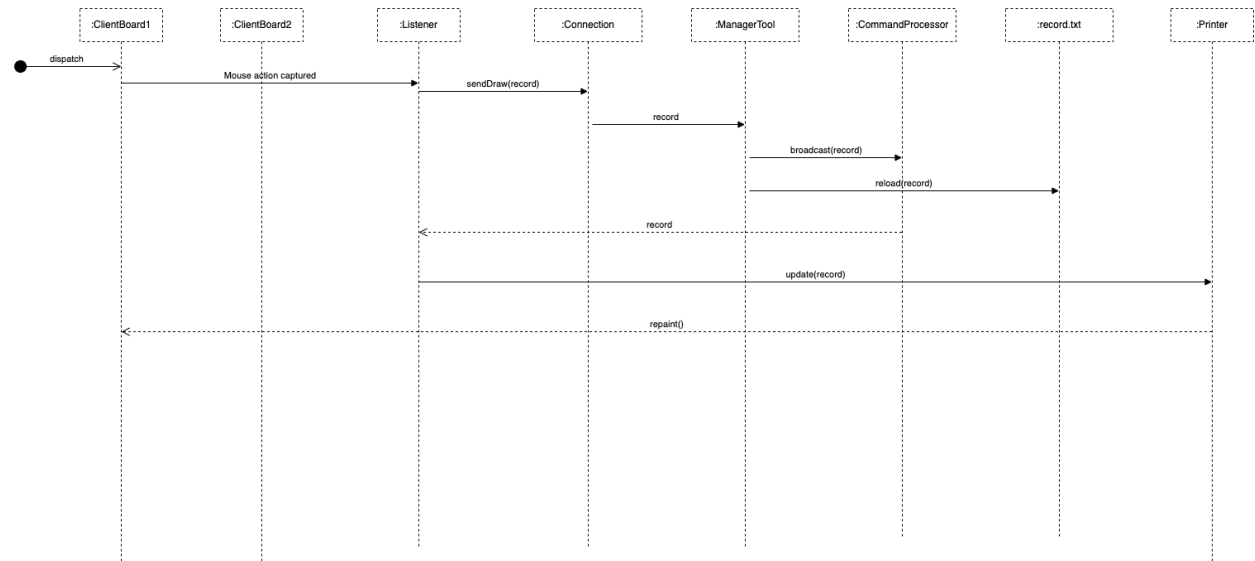 :ClientBoard1
:ClientBoard2
:Listener
:Connection
:ManagerTool
:CommandProcessor
:record.txt
:Printer
dispatch
Mouse action captured
sendDraw(record)
record
broadcast(record)
reload(record)
record
update(record)
repaint()